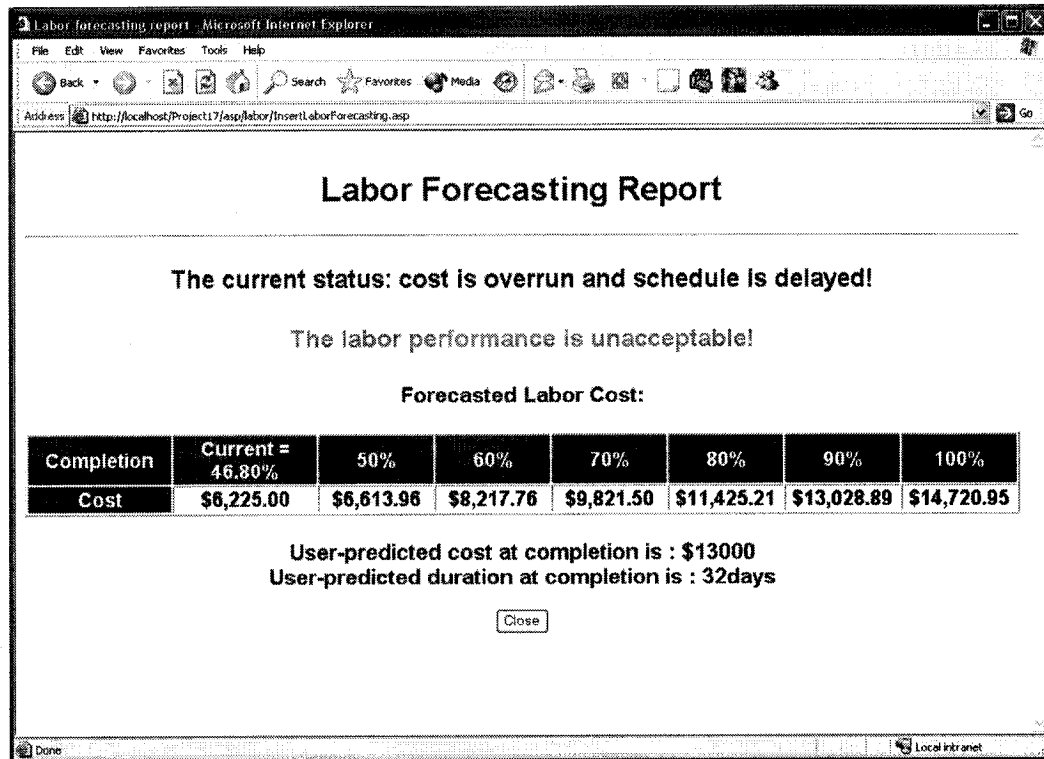 Labor forecasting report - Microsoft Internet Explorer
File Edit View Favorites Tools Help
Back Search Favorites Media
Address http://localhost/Project17/asp/labor/InsertLaborForecasting.asp Go
Labor Forecasting Report
The current status: cost is overrun and schedule is delayed!
The labor performance is unacceptable!
Forecasted Labor Cost:
Completion Current = 46.80% 50% 60% 70% 80% 90% 100%
Cost $6,225.00 $6,613.96 $8,217.76 $9,821.50 $11,425.21 $13,028.89 $14,720.95
User-predicted cost at completion is : $13000
User-predicted duration at completion is : 32days
Close
Done Local intranet